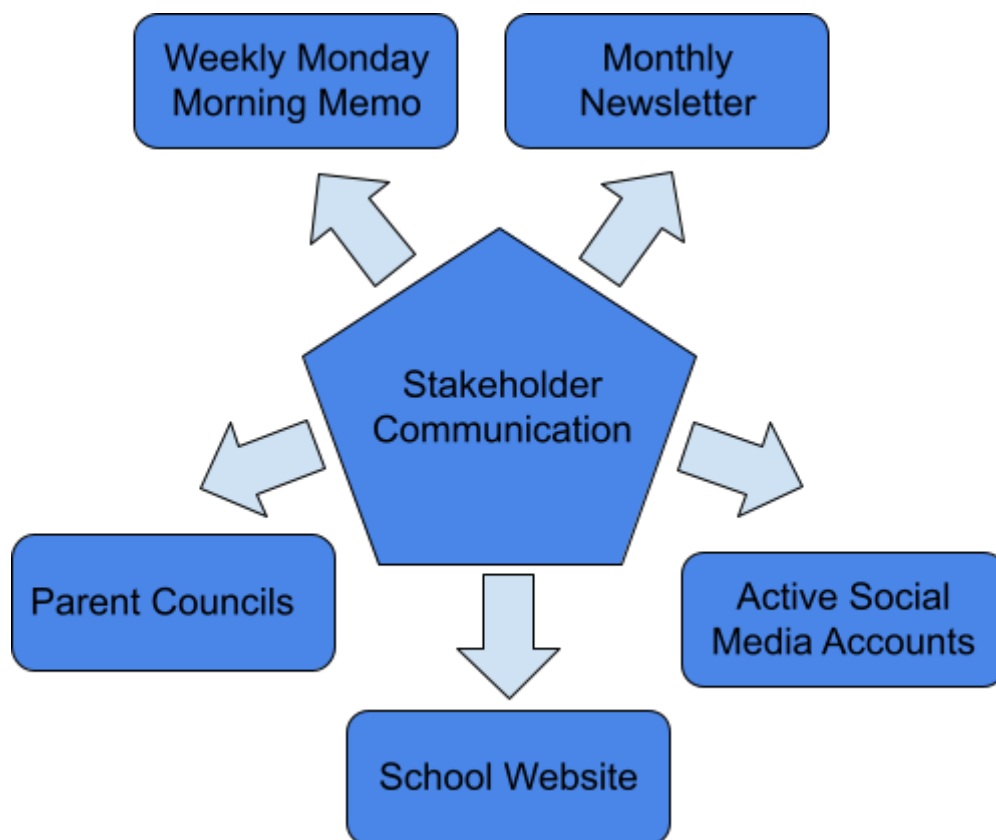 Weekly Monday
Morning Memo
Monthly
Newsletter
Stakeholder
Communication
Parent Councils
Active Social
Media Accounts
School Website